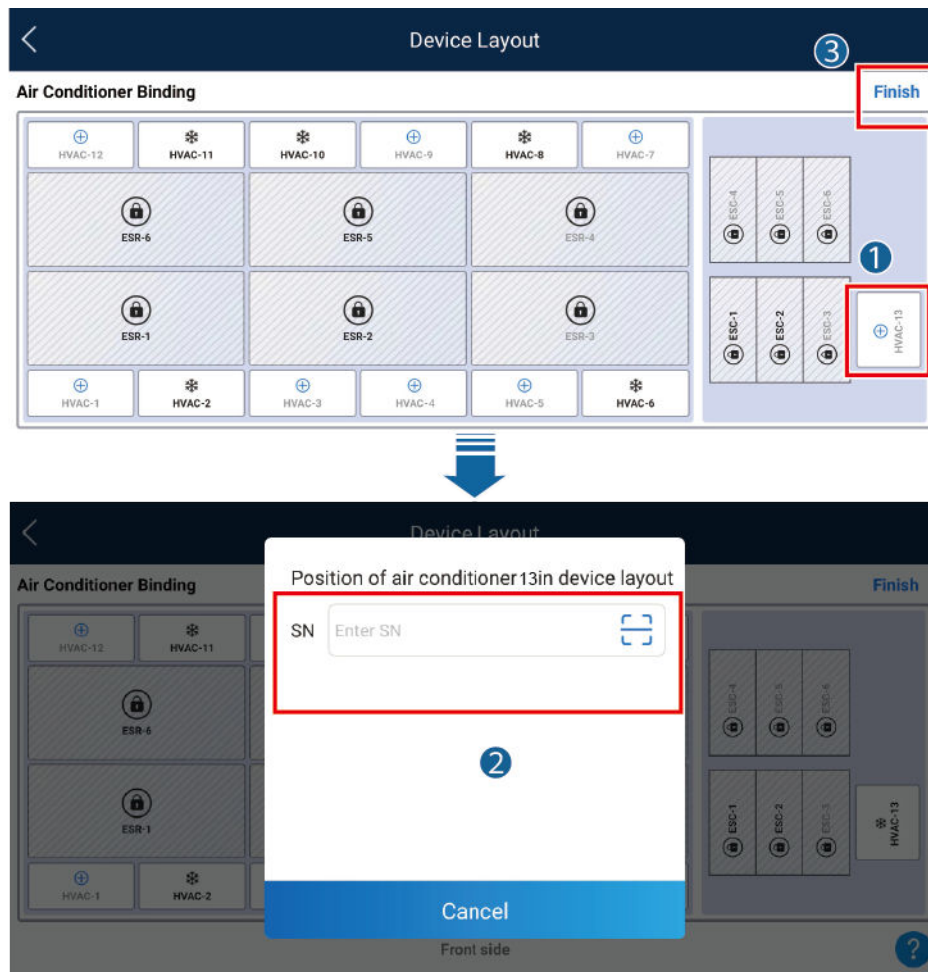 Device Layout
3
Air Conditioner Binding
Finish
HVAC-12
HVAC-11
HVAC-10
HVAC-9
HVAC-8
HVAC-7
ESR-6
ESR-5
ESR-4
ESC-4
ESC-5
ESC-6
1
ESR-1
ESR-2
ESR-3
ESC-1
ESC-2
ESC-3
HVAC-13
HVAC-1
HVAC-2
HVAC-3
HVAC-4
HVAC-5
HVAC-6
Device Layout
Position of air conditioner13in device layout
Air Conditioner Binding
Finish
SN
Enter SN
HVAC-12
HVAC-11
ESR-6
ESC-4
ESC-5
ESC-6
2
ESR-1
ESC-1
ESC-2
ESC-3
HVAC-13
HVAC-1
HVAC-2
Cancel
Front side
?